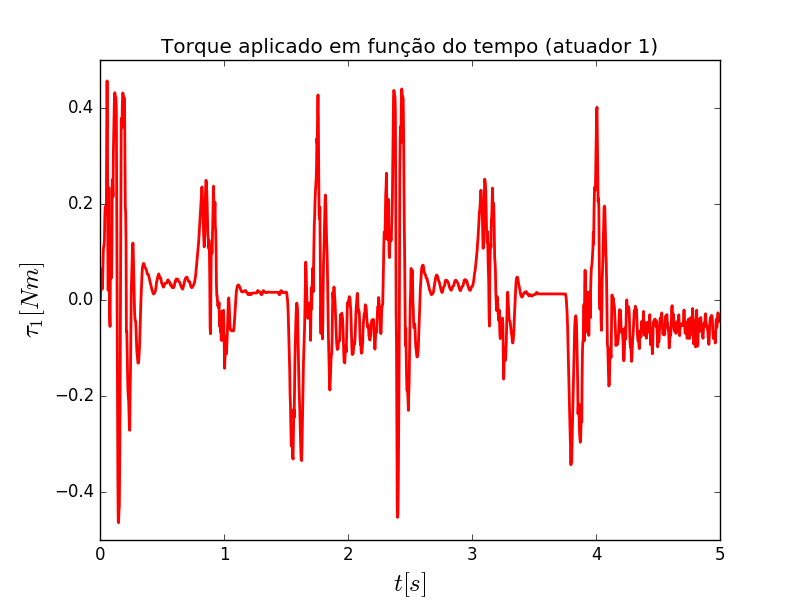 Torque aplicado em função do tempo (atuador 1)
0.4
0.2
0.0
−0.2
−0.4
τ₁[Nm]
0 1 2 3 4 5
t[s]